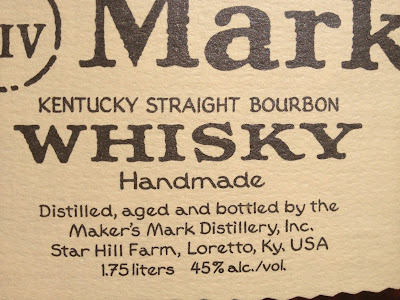 IV
Mark
KENTUCKY STRAIGHT BOURBON
WHISKY
Handmade
Distilled, aged and bottled by the
Maker's Mark Distillery, Inc.
Star Hill Farm, Loretto, Ky. USA
1.75 liters 45% alc./vol.